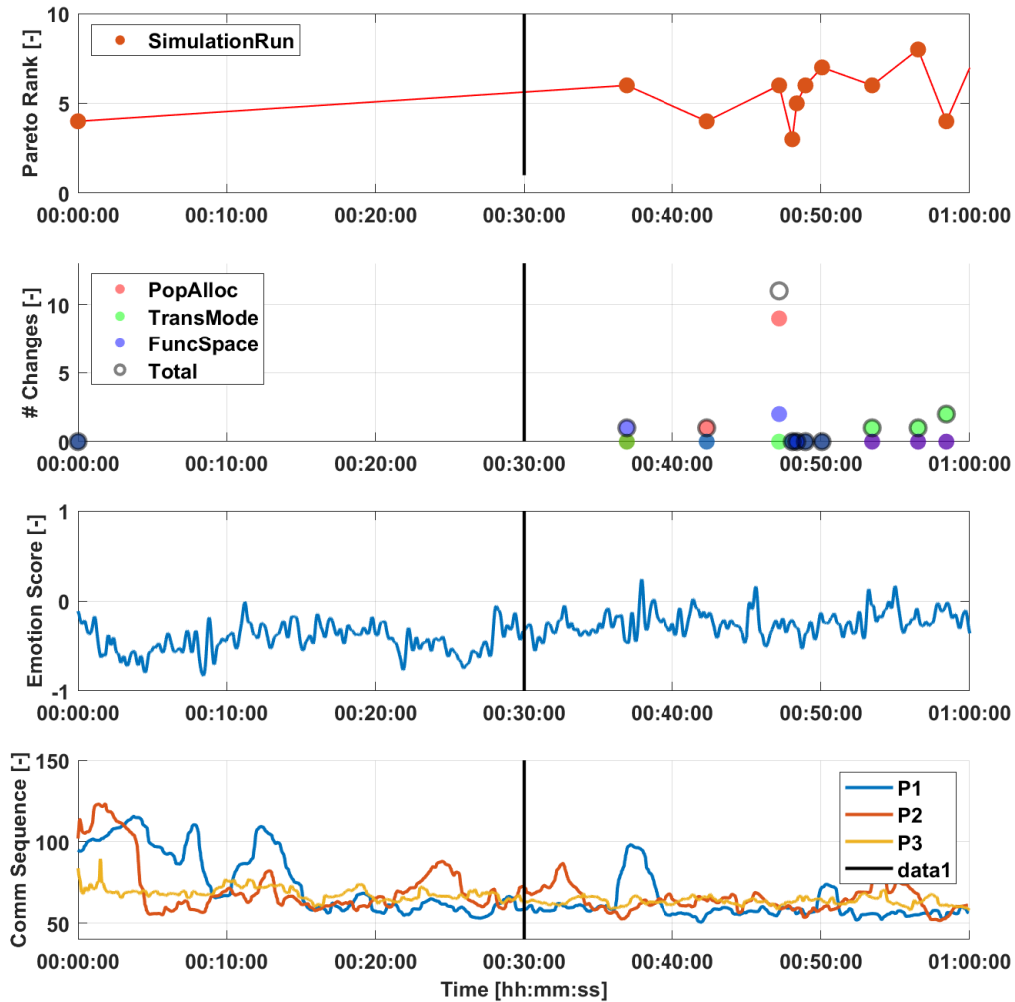 10
5
0
Pareto Rank [-]
SimulationRun
00:00:00 00:10:00 00:20:00 00:30:00 00:40:00 00:50:00 01:00:00
10
5
0
# Changes [-]
PopAlloc
TransMode
FuncSpace
Total
00:00:00 00:10:00 00:20:00 00:30:00 00:40:00 00:50:00 01:00:00
1
0
-1
Emotion Score [-]
00:00:00 00:10:00 00:20:00 00:30:00 00:40:00 00:50:00 01:00:00
150
100
50
Comm Sequence [-]
P1
P2
P3
data1
00:00:00 00:10:00 00:20:00 00:30:00 00:40:00 00:50:00 01:00:00
Time [hh:mm:ss]